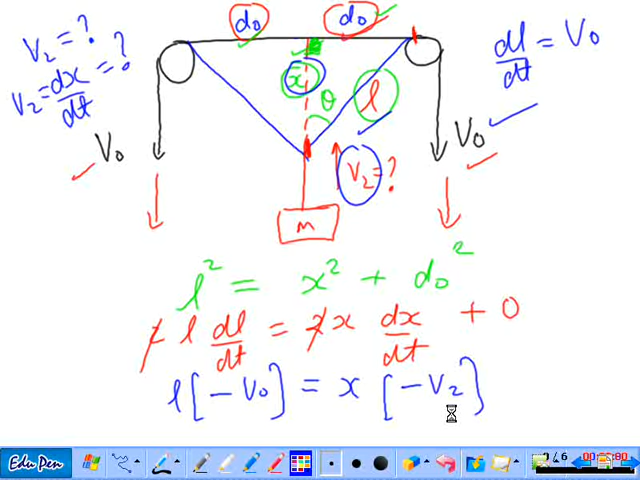 d₀ d₀
V₂ = ?
V₂ = dx/dt = ?
dl/dt = V₀
x
θ
l
V₀
V₀
V₂ = ?
m
l² = x² + d₀²
2 l dl/dt = 2 x dx/dt + 0
l [ - V₀ ] = x [ - V₂ ]
Edu Pen